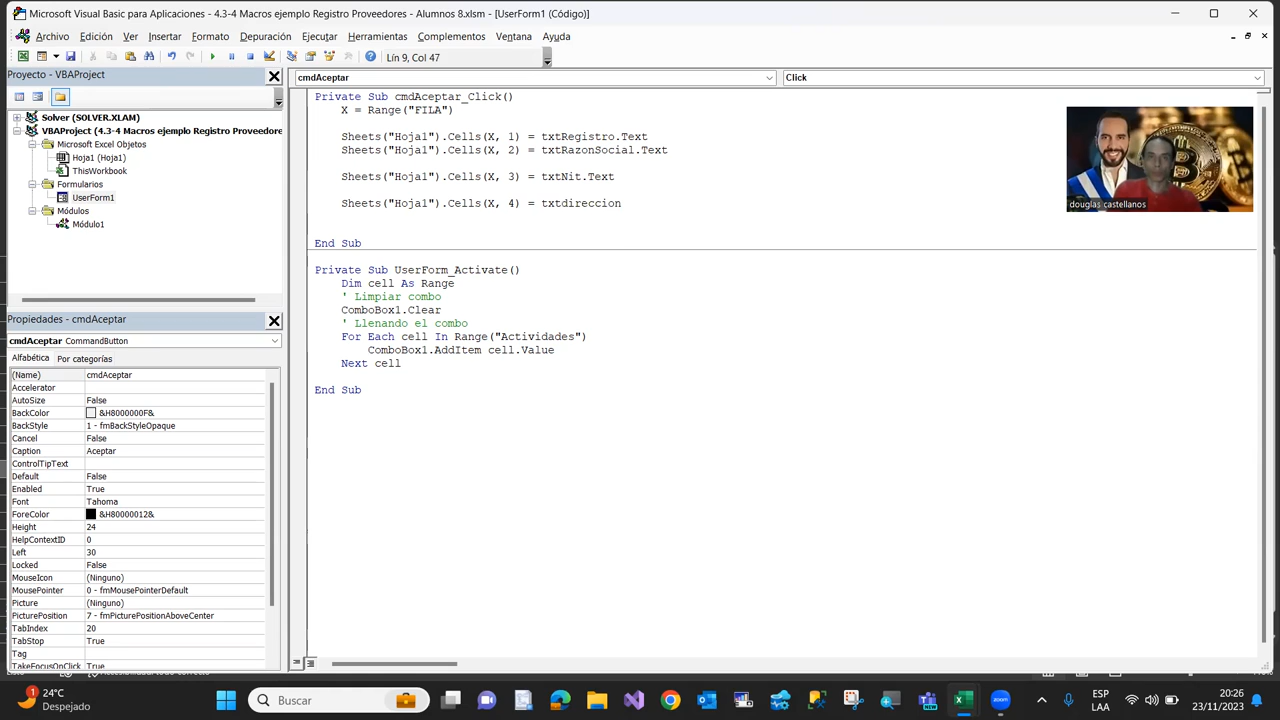 Microsoft Visual Basic para Aplicaciones - 4.3-4 Macros ejemplo Registro Proveedores - Alumnos 8.xlsm - [UserForm1 (Código)]
Archivo Edición Ver Insertar Formato Depuración Ejecutar Herramientas Complementos Ventana Ayuda
Lín 9, Col 47
Proyecto - VBAProject
Solver (SOLVER.XLAM)
VBAProject (4.3-4 Macros ejemplo Registro Proveedores
Microsoft Excel Objetos
Hoja1 (Hoja1)
ThisWorkbook
Formularios
UserForm1
Módulos
Módulo1
Propiedades - cmdAceptar
cmdAceptar CommandButton
Alfabética Por categorías
(Name) cmdAceptar
Accelerator
AutoSize False
BackColor &H8000000F&
BackStyle 1 - fmBackStyleOpaque
Cancel False
Caption Aceptar
ControlTipText
Default False
Enabled True
Font Tahoma
ForeColor &H80000012&
Height 24
HelpContextID 0
Left 30
Locked False
MouseIcon (Ninguno)
MousePointer 0 - fmMousePointerDefault
Picture (Ninguno)
PicturePosition 7 - fmPicturePositionAboveCenter
TabIndex 20
TabStop True
Tag
TakeFocusOnClick True
cmdAceptar Click
Private Sub cmdAceptar_Click()
X = Range("FILA")
Sheets("Hoja1").Cells(X, 1) = txtRegistro.Text
Sheets("Hoja1").Cells(X, 2) = txtRazonSocial.Text
Sheets("Hoja1").Cells(X, 3) = txtNit.Text
Sheets("Hoja1").Cells(X, 4) = txtdireccion
End Sub
Private Sub UserForm_Activate()
Dim cell As Range
' Limpiar combo
ComboBox1.Clear
' Llenando el combo
For Each cell In Range("Actividades")
ComboBox1.AddItem cell.Value
Next cell
End Sub
douglas castellanos
24°C
Despejado
Buscar
NEW
zoom
ESP
LAA
20:26
23/11/2023